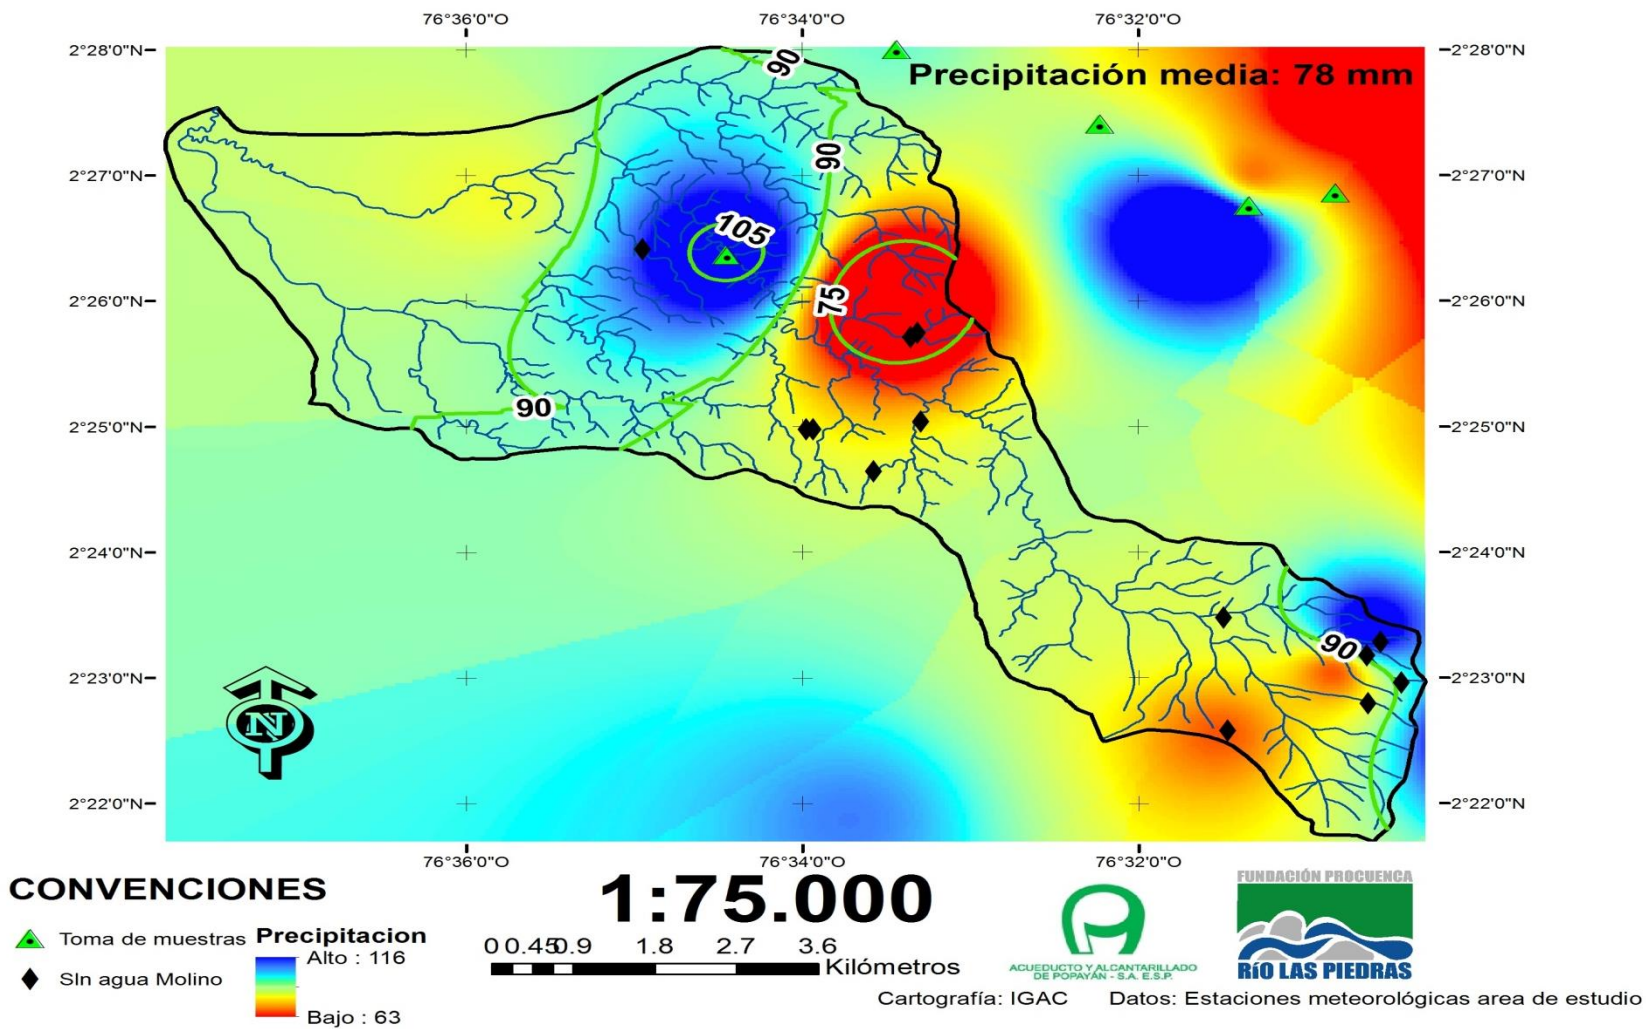 76°36'0"O 76°34'0"O 76°32'0"O
2°28'0"N 2°28'0"N
Precipitación media: 78 mm
90
2°27'0"N 90 2°27'0"N
105
2°26'0"N 75 2°26'0"N
90
2°25'0"N 2°25'0"N
2°24'0"N 2°24'0"N
90
2°23'0"N 2°23'0"N
N
2°22'0"N 2°22'0"N
76°36'0"O 76°34'0"O 76°32'0"O
CONVENCIONES
Toma de muestras
SIn agua Molino
Precipitacion
Alto : 116
Bajo : 63
1:75.000
0 0.45 0.9 1.8 2.7 3.6
Kilómetros
ACUEDUCTO Y ALCANTARILLADO
DE POPAYÁN - S.A. E.S.P.
FUNDACIÓN PROCUENCA
RÍO LAS PIEDRAS
Cartografía: IGAC Datos: Estaciones meteorológicas area de estudio